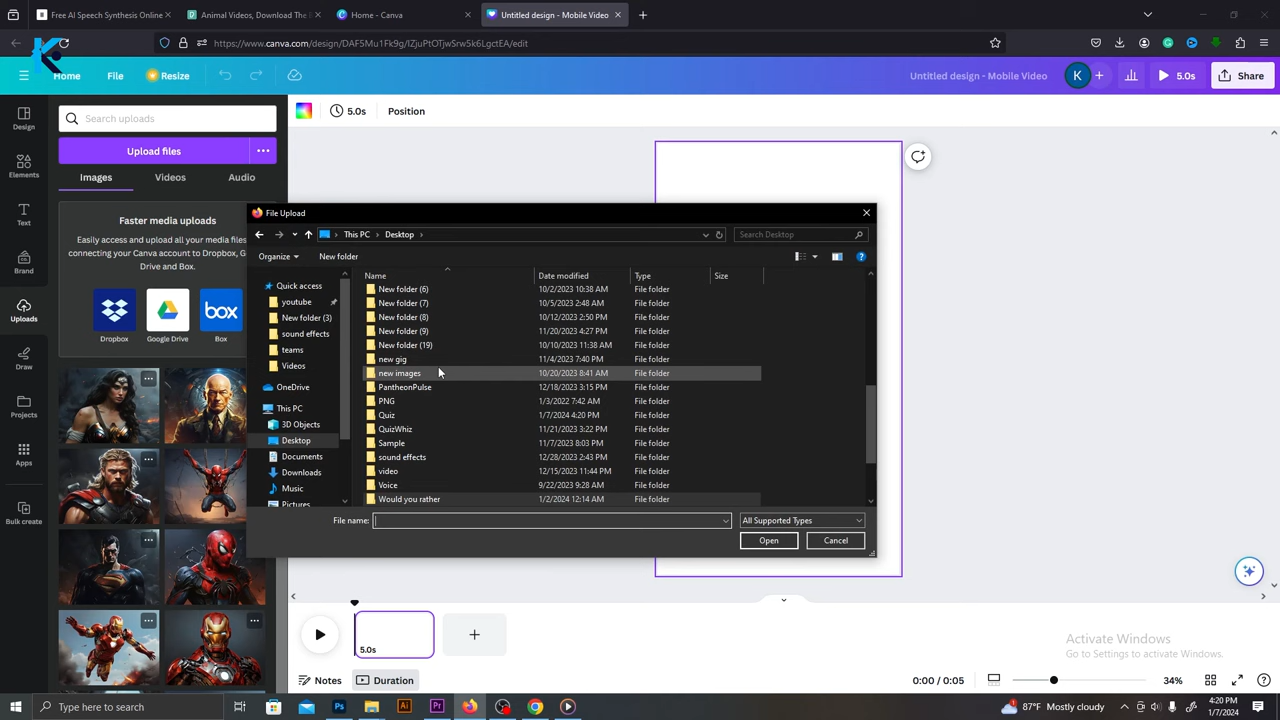 Free AI Speech Synthesis Online
Animal Videos, Download The B
Home - Canva
Untitled design - Mobile Video
https://www.canva.com/design/DAF5Mu1Fk9g/IZjuPtOTjwSrwSk6LgctEA/edit
Home
File
Resize
Untitled design - Mobile Video
K
5.0s
Share
Design
Elements
Text
Brand
Uploads
Draw
Projects
Apps
Bulk create
Search uploads
Upload files
Images
Videos
Audio
Faster media uploads
Easily access and upload all your media files by
connecting your Canva account to Dropbox, G
Drive and Box.
Dropbox
Google Drive
box
Box
5.0s
Position
File Upload
This PC
Desktop
Search Desktop
Organize
New folder
Name
Date modified
Type
Size
Quick access
youtube
New folder (3)
sound effects
teams
Videos
OneDrive
This PC
3D Objects
Desktop
Documents
Downloads
Music
Pictures
New folder (6) 10/2/2023 10:38 AM File folder
New folder (7) 10/5/2023 2:48 AM File folder
New folder (8) 10/12/2023 2:50 PM File folder
New folder (9) 11/20/2023 4:27 PM File folder
New folder (19) 10/10/2023 11:38 AM File folder
new gig 11/4/2023 7:40 PM File folder
new images 10/20/2023 8:41 AM File folder
PantheonPulse 12/18/2023 3:15 PM File folder
PNG 1/3/2022 7:42 AM File folder
Quiz 1/7/2024 4:20 PM File folder
QuizWhiz 11/21/2023 3:22 PM File folder
Sample 11/7/2023 8:03 PM File folder
sound effects 12/28/2023 2:43 PM File folder
video 12/15/2023 11:44 PM File folder
Voice 9/22/2023 9:28 AM File folder
Would you rather 1/2/2024 12:14 AM File folder
File name:
All Supported Types
Open
Cancel
5.0s
Notes
Duration
0:00 / 0:05
34%
Activate Windows
Go to Settings to activate Windows.
Type here to search
87°F Mostly cloudy
4:20 PM
1/7/2024